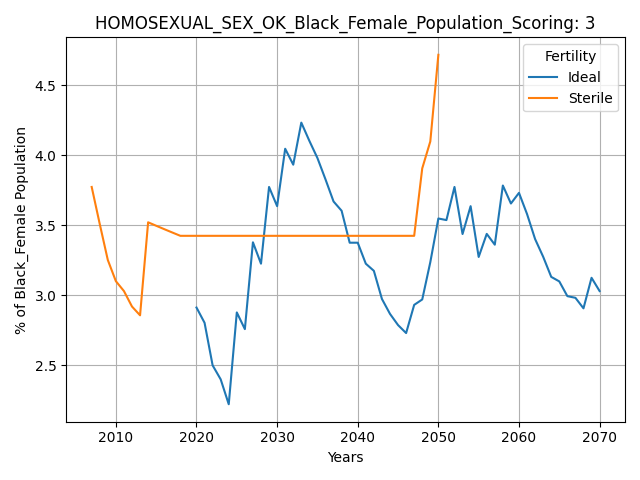 HOMOSEXUAL_SEX_OK_Black_Female_Population_Scoring: 3
% of Black_Female Population
4.5
4.0
3.5
3.0
2.5
Fertility
Ideal
Sterile
2010 2020 2030 2040 2050 2060 2070
Years